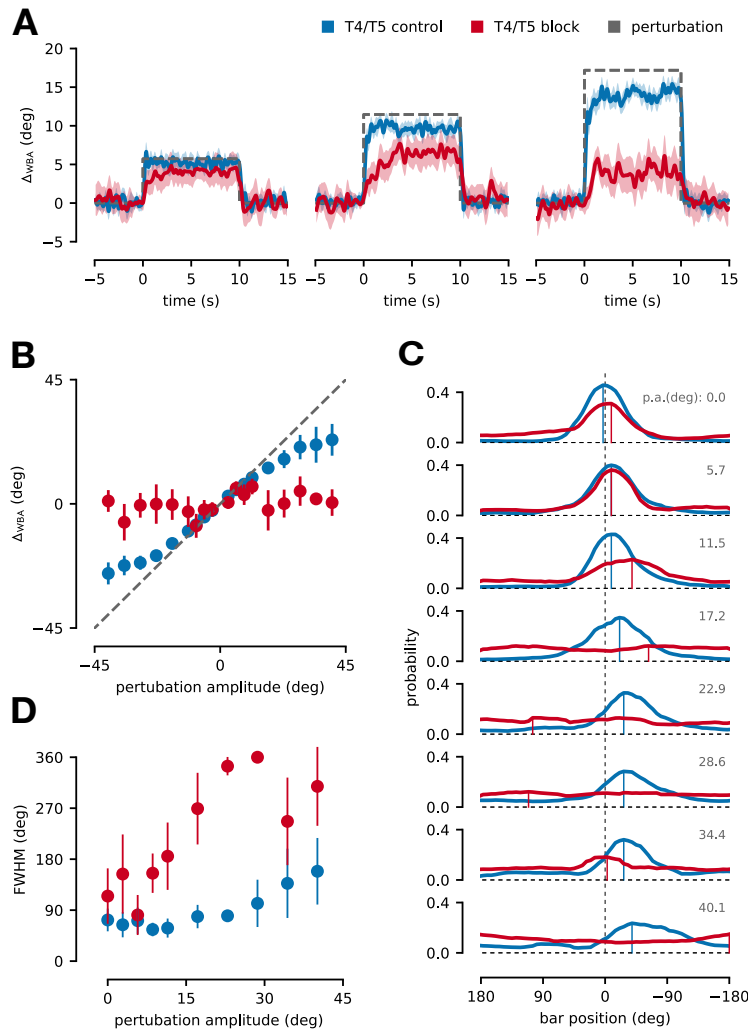 A
T4/T5 control T4/T5 block perturbation
20
15
10
5
0
−5
ΔWBA (deg)
−5 0 5 10 15 −5 0 5 10 15 −5 0 5 10 15
time (s) time (s) time (s)
B
45
0
−45
ΔWBA (deg)
−45 0 45
pertubation amplitude (deg)
C
p.a.(deg): 0.0
0.4
0.0
5.7
0.4
0.0
11.5
0.4
0.0
17.2
0.4
0.0
22.9
0.4
0.0
28.6
0.4
0.0
34.4
0.4
0.0
40.1
0.4
0.0
probability
180 90 0 −90 −180
bar position (deg)
D
360
270
180
90
0
FWHM (deg)
0 15 30 45
pertubation amplitude (deg)